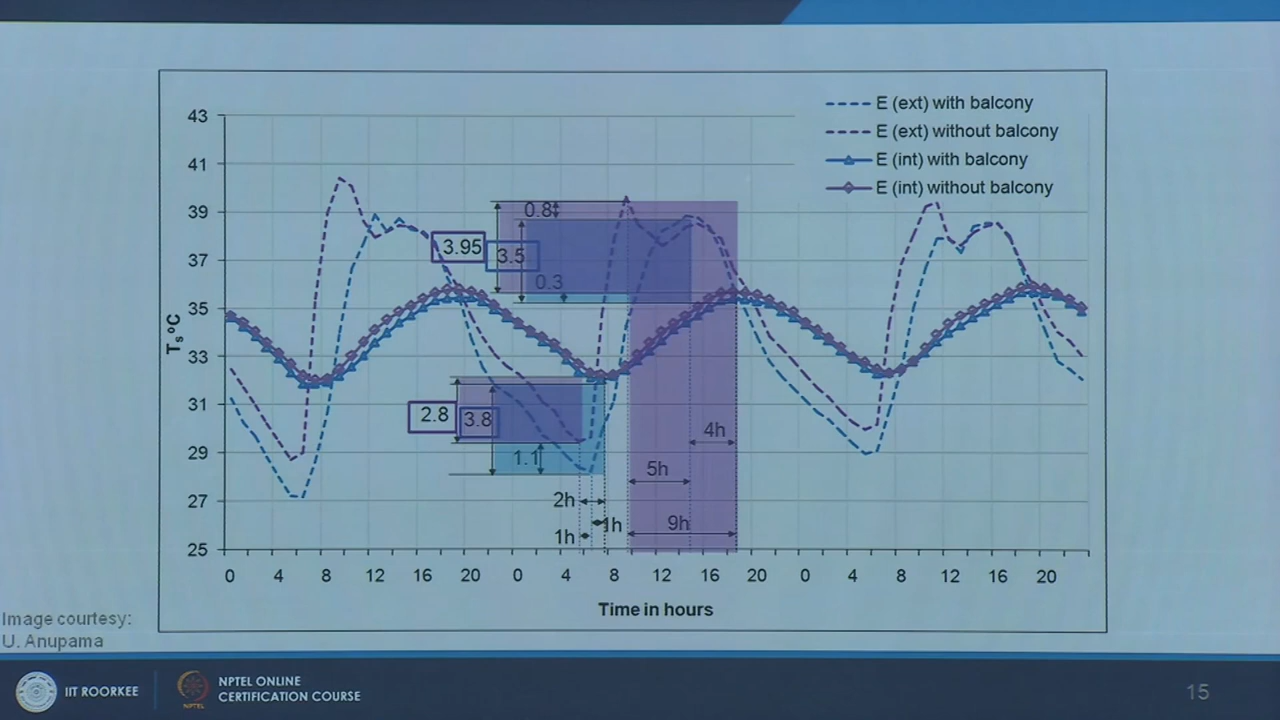 E (ext) with balcony
E (ext) without balcony
E (int) with balcony
E (int) without balcony
43
41
39
37
35
33
31
29
27
25
Ts °C
0.8
3.95
3.5
0.3
2.8
3.8
1.1
4h
5h
2h
1h
9h
1h
0 4 8 12 16 20 0 4 8 12 16 20 0 4 8 12 16 20
Time in hours
Image courtesy:
U. Anupama
IIT ROORKEE
NPTEL
NPTEL ONLINE
CERTIFICATION COURSE
15